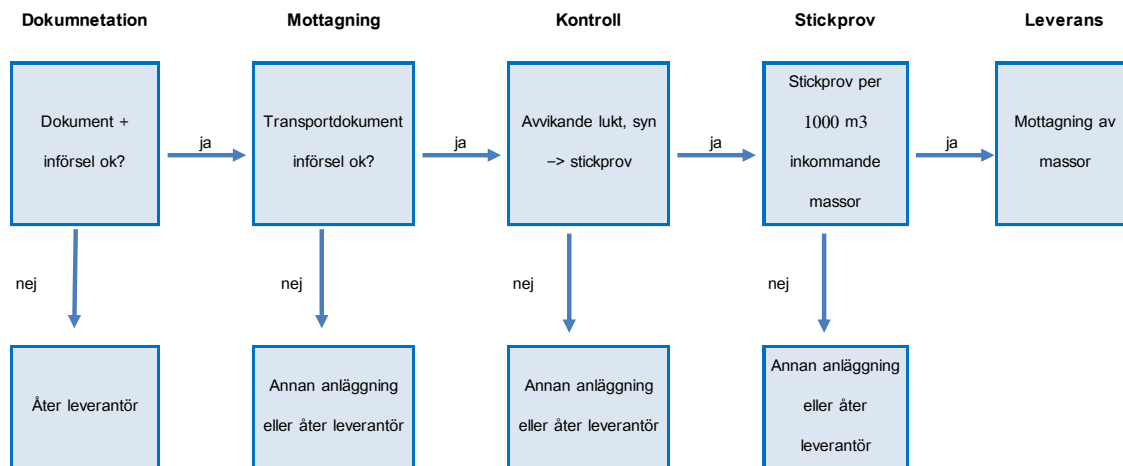 Dokumnetation
Mottagning
Kontroll
Stickprov
Leverans
Dokument +
införsel ok?
ja
Transportdokument
införsel ok?
ja
Avvikande lukt, syn
–> stickprov
ja
Stickprov per
1000 m3
inkommande
massor
ja
Mottagning av
massor
nej
nej
nej
nej
Åter leverantör
Annan anläggning
eller åter leverantör
Annan anläggning
eller åter leverantör
Annan anläggning
eller åter
leverantör